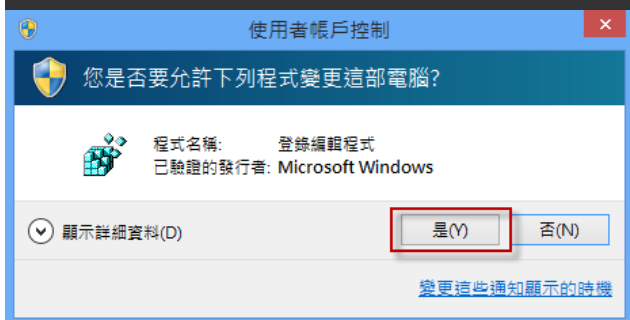 使用者帳戶控制
您是否要允許下列程式變更這部電腦?
程式名稱: 登錄編輯程式
已驗證的發行者: Microsoft Windows
顯示詳細資料(D)
是(Y)
否(N)
變更這些通知顯示的時機